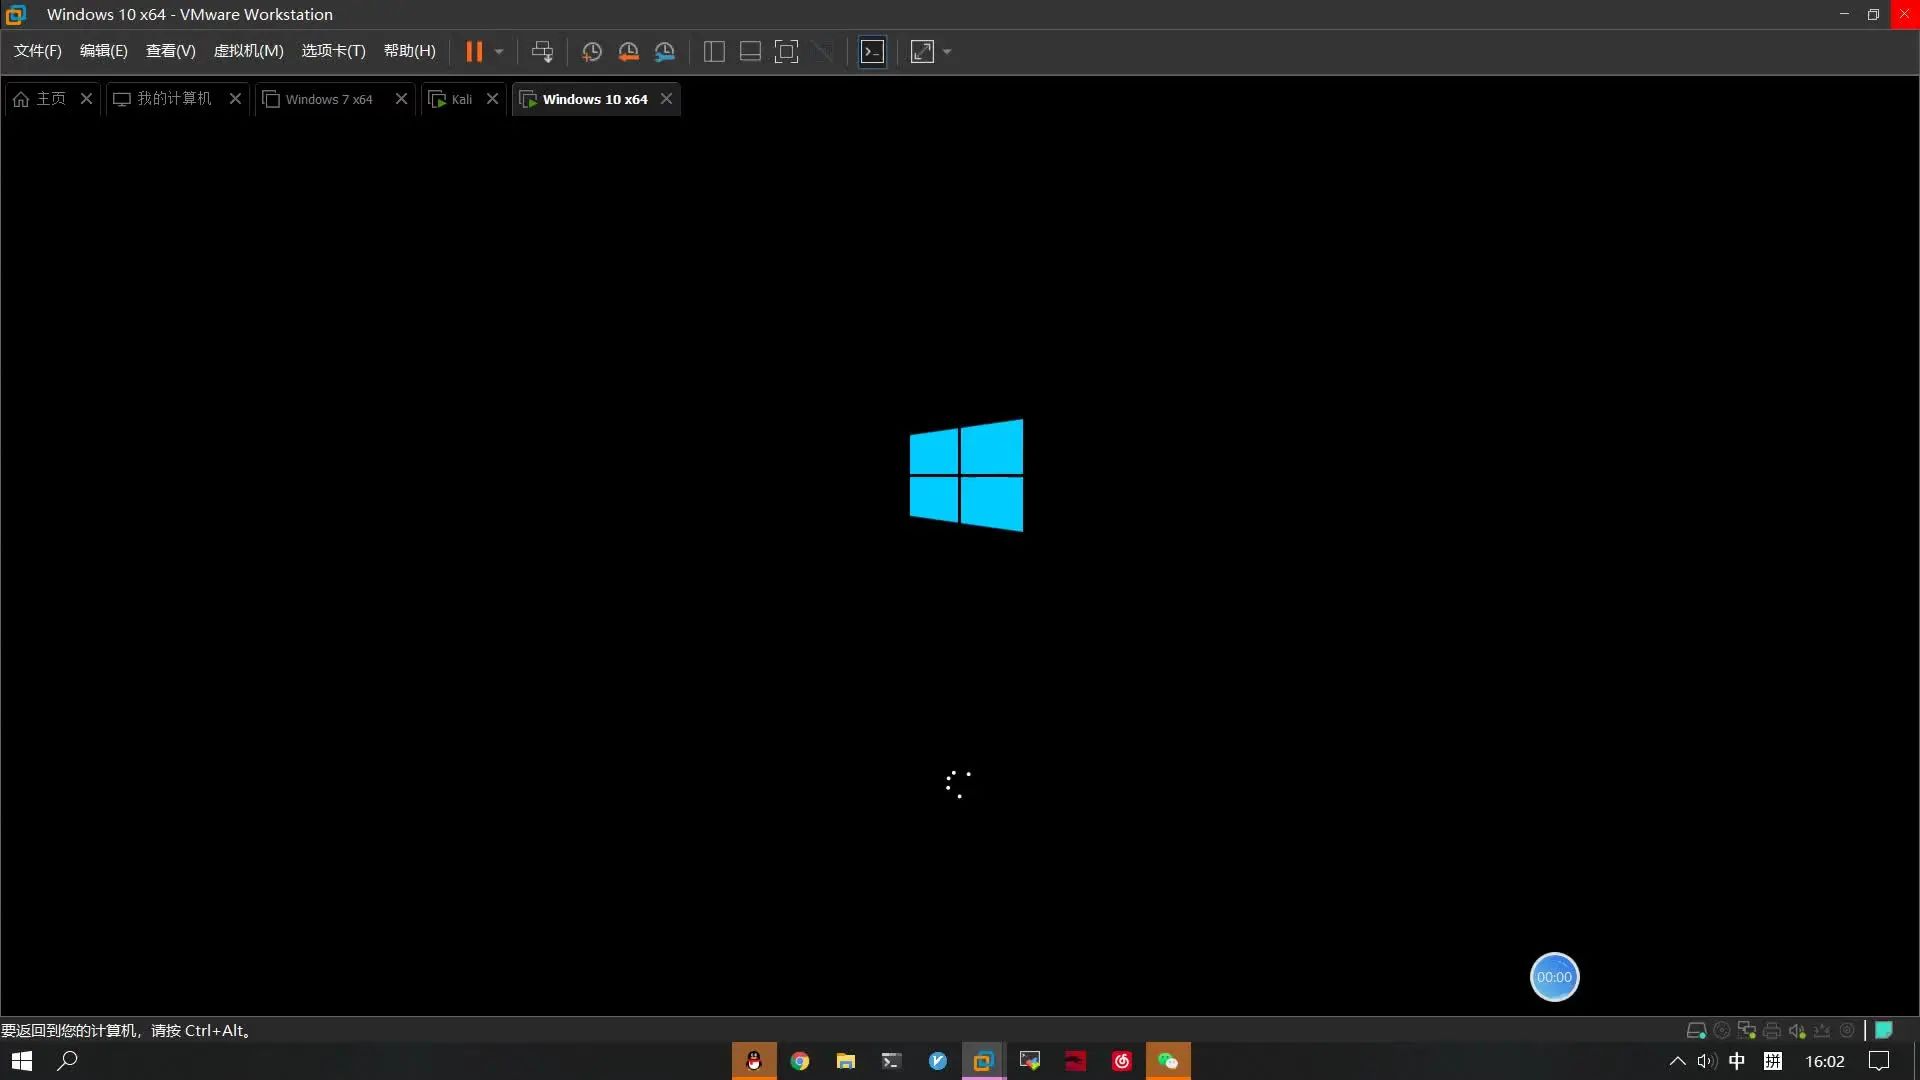 Windows 10 x64 - VMware Workstation
文件(F) 编辑(E) 查看(V) 虚拟机(M) 选项卡(T) 帮助(H)
主页 我的计算机 Windows 7 x64 Kali Windows 10 x64
00:00
要返回到您的计算机，请按 Ctrl+Alt。
中 拼 16:02